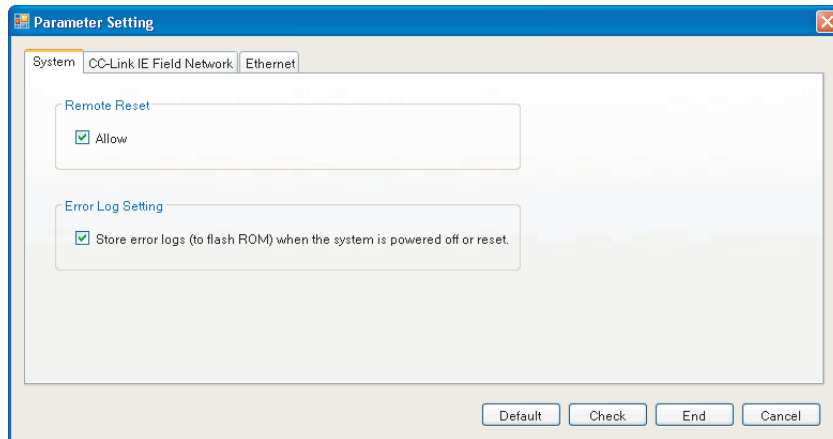 Parameter Setting
System CC-Link IE Field Network Ethernet
Remote Reset
Allow
Error Log Setting
Store error logs (to flash ROM) when the system is powered off or reset.
Default Check End Cancel